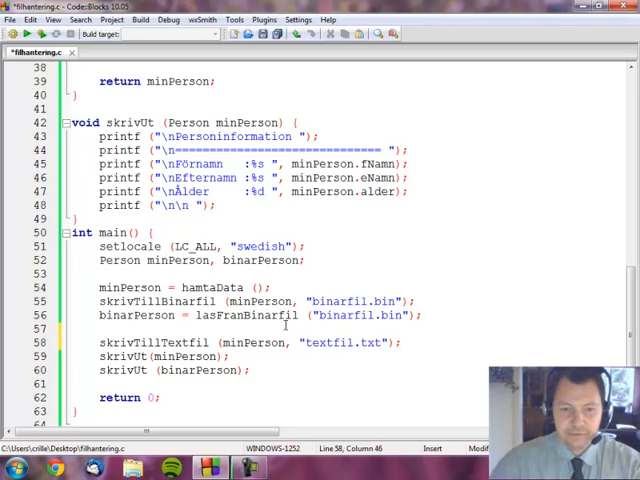 *filhantering.c - Code::Blocks 10.05
File Edit View Search Project Build Debug wxSmith Tools Plugins Settings Help
Build target:
*filhantering.c
38
39 return minPerson;
40 }
41
42 void skrivUt (Person minPerson) {
43 printf ("\nPersoninformation ");
44 printf ("\n============================== ");
45 printf ("\nFörnamn :%s ", minPerson.fNamn);
46 printf ("\nEfternamn :%s ", minPerson.eNamn);
47 printf ("\nÅlder :%d ", minPerson.alder);
48 printf ("\n\n ");
49 }
50 int main() {
51 setlocale (LC_ALL, "swedish");
52 Person minPerson, binarPerson;
53
54 minPerson = hamtaData ();
55 skrivTillBinarfil (minPerson, "binarfil.bin");
56 binarPerson = lasFranBinarfil ("binarfil.bin");
57
58 skrivTillTextfil (minPerson, "textfil.txt");
59 skrivUt(minPerson);
60 skrivUt (binarPerson);
61
62 return 0;
63 }
64
C:\Users\crille\Desktop\filhantering.c WINDOWS-1252 Line 58, Column 46 Insert